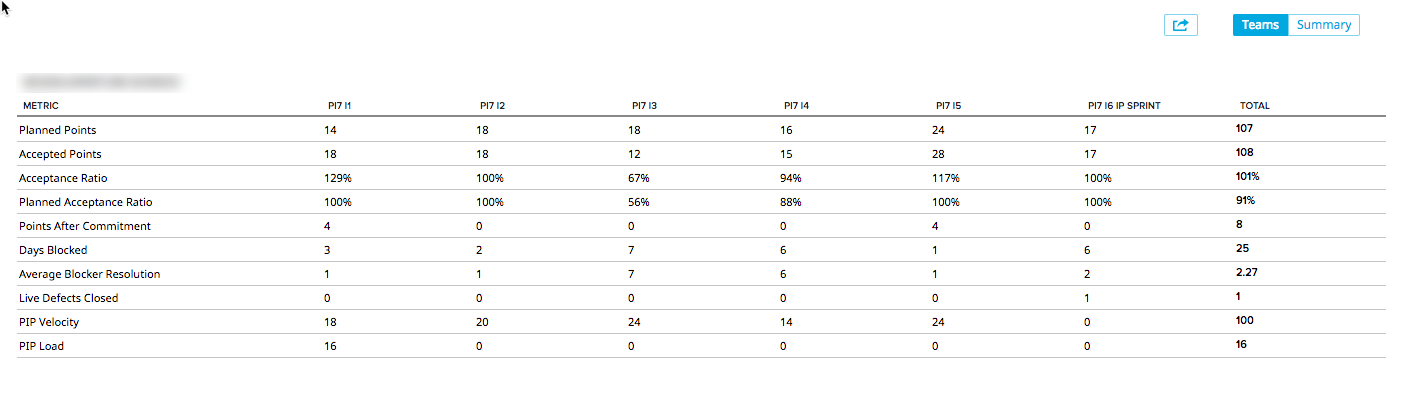 Teams Summary
METRIC PI7 I1 PI7 I2 PI7 I3 PI7 I4 PI7 I5 PI7 I6 IP SPRINT TOTAL
Planned Points 14 18 18 16 24 17 107
Accepted Points 18 18 12 15 28 17 108
Acceptance Ratio 129% 100% 67% 94% 117% 100% 101%
Planned Acceptance Ratio 100% 100% 56% 88% 100% 100% 91%
Points After Commitment 4 0 0 0 4 0 8
Days Blocked 3 2 7 6 1 6 25
Average Blocker Resolution 1 1 7 6 1 2 2.27
Live Defects Closed 0 0 0 0 0 1 1
PIP Velocity 18 20 24 14 24 0 100
PIP Load 16 0 0 0 0 0 16